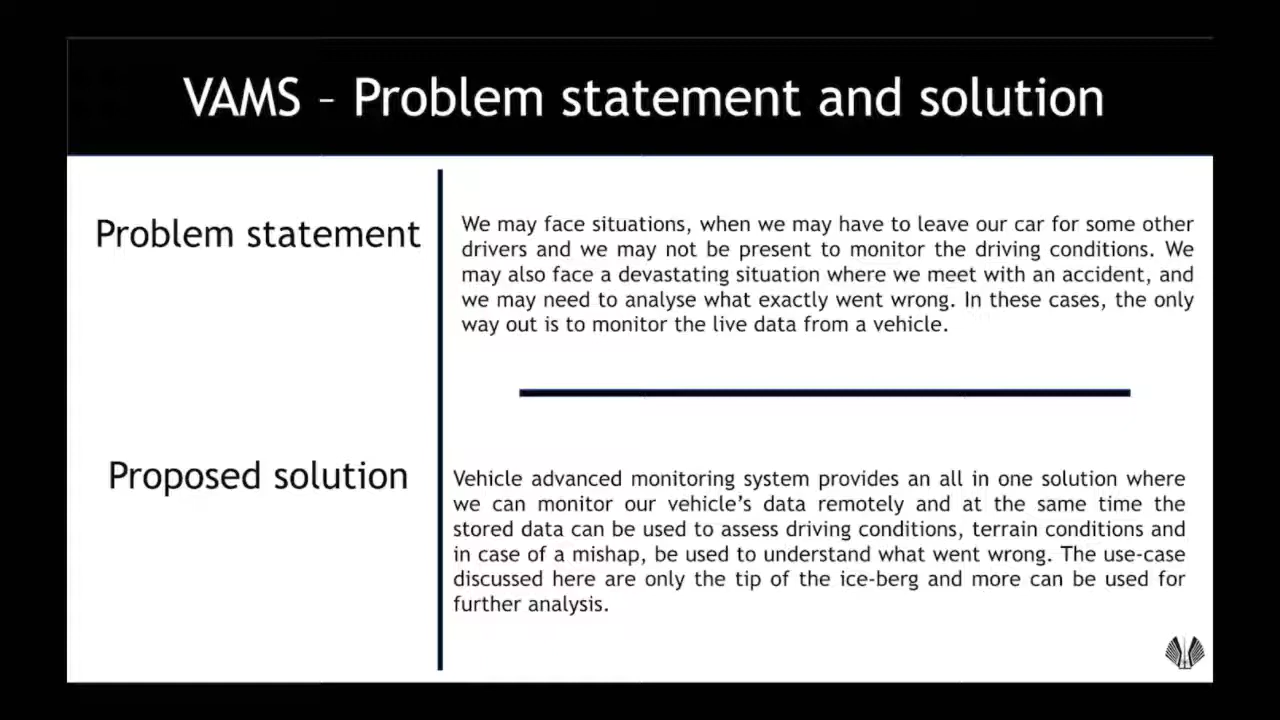 VAMS – Problem statement and solution
Problem statement
We may face situations, when we may have to leave our car for some other
drivers and we may not be present to monitor the driving conditions. We
may also face a devastating situation where we meet with an accident, and
we may need to analyse what exactly went wrong. In these cases, the only
way out is to monitor the live data from a vehicle.
Proposed solution
Vehicle advanced monitoring system provides an all in one solution where
we can monitor our vehicle’s data remotely and at the same time the
stored data can be used to assess driving conditions, terrain conditions and
in case of a mishap, be used to understand what went wrong. The use-case
discussed here are only the tip of the ice-berg and more can be used for
further analysis.